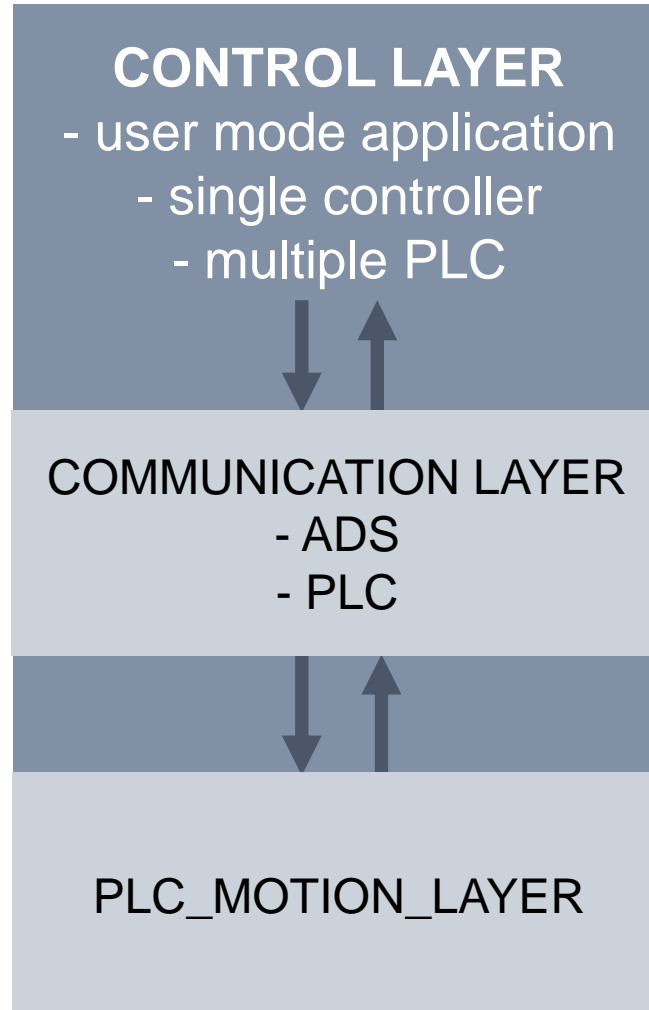 CONTROL LAYER
- user mode application
- single controller
- multiple PLC
COMMUNICATION LAYER
- ADS
- PLC
PLC_MOTION_LAYER